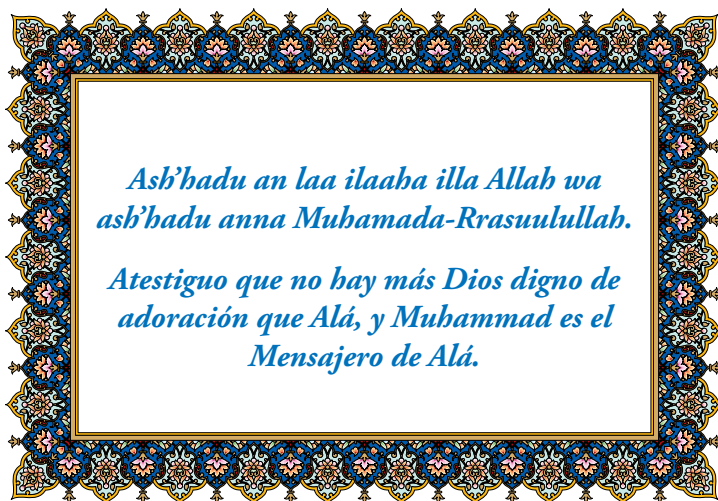 Ash’hadu an laa ilaaha illa Allah wa
ash’hadu anna Muhamada-Rrasuulullah.
Atestiguo que no hay más Dios digno de
adoración que Alá, y Muhammad es el
Mensajero de Alá.